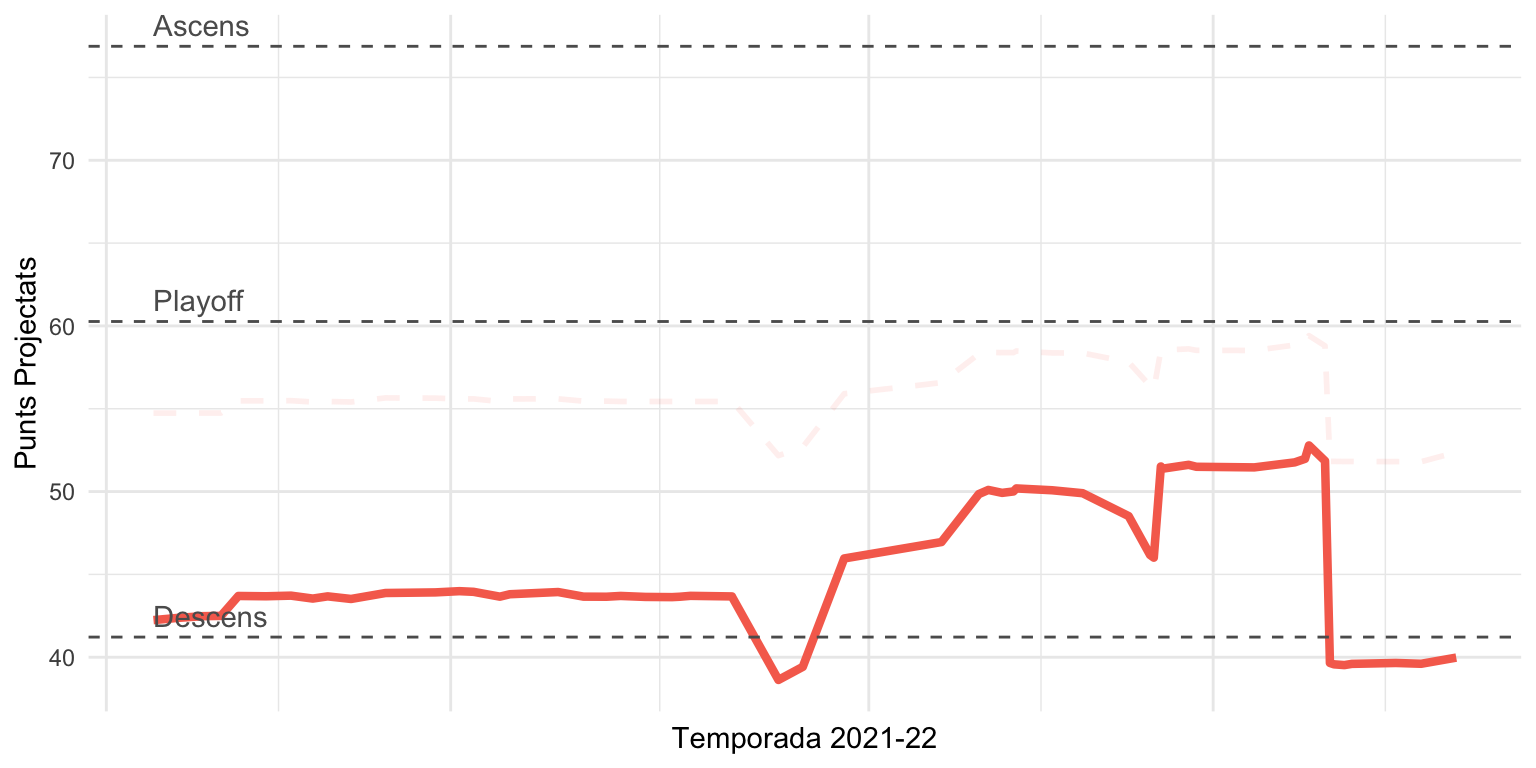 Ascens
70
Playoff
60
Punts Projectats
50
Descens
40
Temporada 2021-22